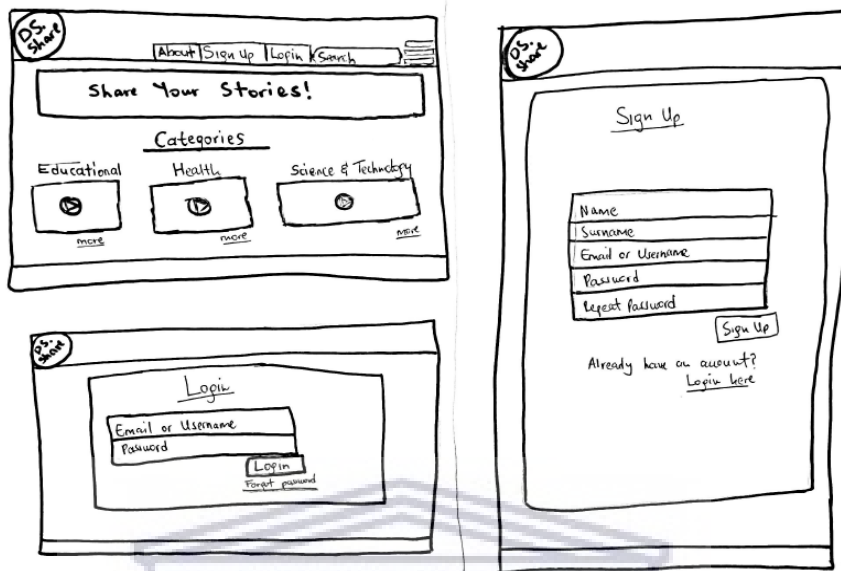 DS.
Share
About Sign Up Login Search
Share Your Stories!
Categories
Educational Health Science & Technology
more more more
DS.
Share
Login
Email or Username
Password
Login
Forgot password
DS.
Share
Sign Up
Name
Surname
Email or Username
Password
Repeat Password
Sign Up
Already have an account?
Login here